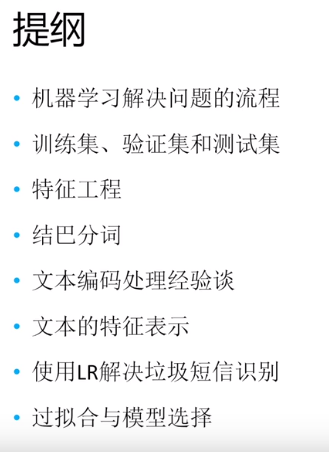 提纲
• 机器学习解决问题的流程
• 训练集、验证集和测试集
• 特征工程
• 结巴分词
• 文本编码处理经验谈
• 文本的特征表示
• 使用LR解决垃圾短信识别
• 过拟合与模型选择